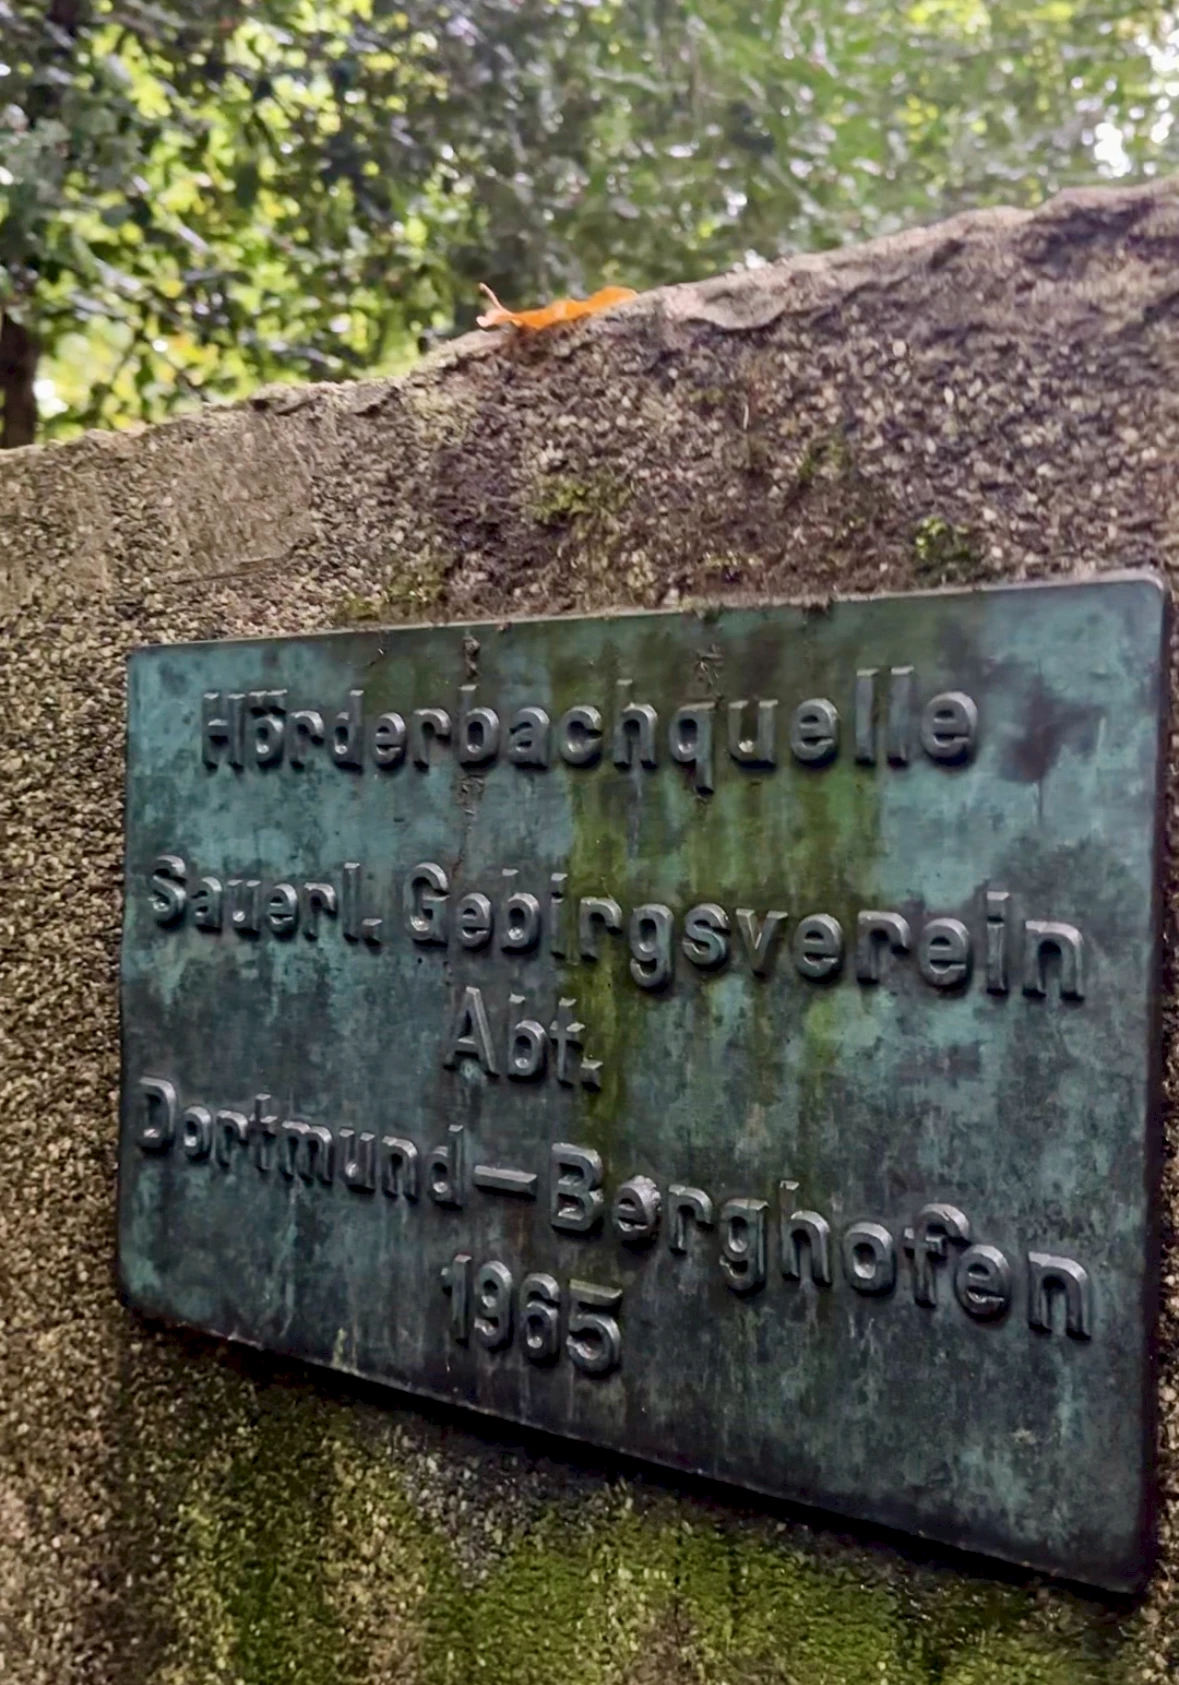 Hörderbachquelle
Sauerl. Gebirgsverein
Abt.
Dortmund-Berghofen
1965